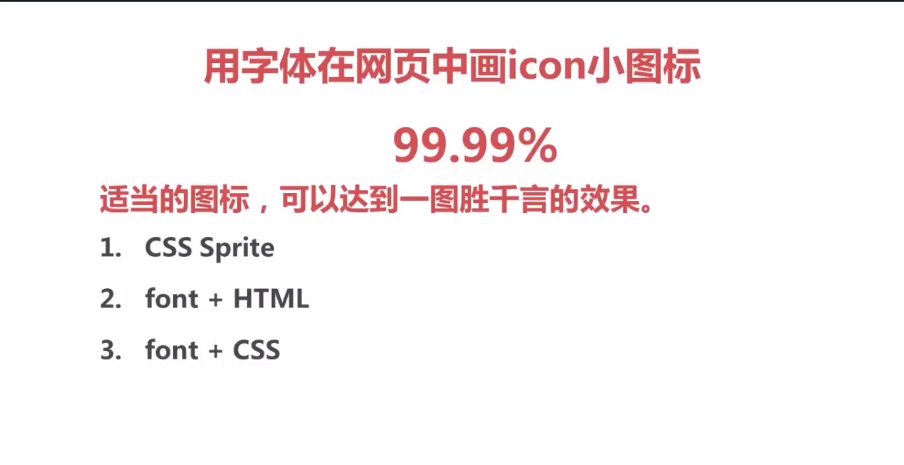 用字体在网页中画icon小图标
99.99%
适当的图标，可以达到一图胜千言的效果。
1. CSS Sprite
2. font + HTML
3. font + CSS